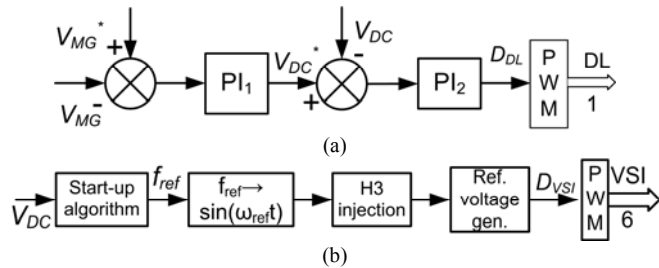 V_MG* + V_DC* V_DC - D_DL P DL
PI₁ PI₂ W
V_MG - + M 1
(a)
V_DC Start-up algorithm f_ref f_ref→ sin(ω_ref t) H3 injection Ref. voltage gen. D_VSI P W M VSI 6
(b)